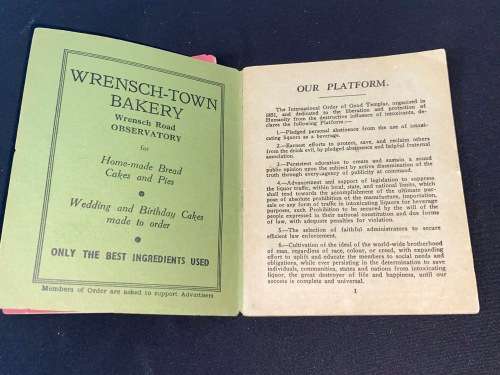 WRENSCH-TOWN
BAKERY
Wrensch Road
OBSERVATORY
for
Home-made Bread
Cakes and Pies
Wedding and Birthday Cakes
made to order
ONLY THE BEST INGREDIENTS USED
Members of Order are asked to support Advertisers
OUR PLATFORM.
The International Order of Good Templar, organized in
1851, and dedicated to the liberation and protection of
Humanity from the destructive influence of intoxicants, de-
clares the following Platform:—
1.—Pledged personal abstinence from the use of intoxi-
cating liquors as a beverage.
2.—Earnest efforts to protect, save, and reclaim others
from the drink evil, by pledged abstinence and helpful fraternal
association.
3.—Persistent education to create and sustain a sound
public opinion upon the subject by active dissemination of the
truth through every agency of publicity at command.
4.—Advancement and support of legislation to suppress
the liquor traffic, within local, state, and national limits, which
shall tend towards the accomplishment of the ultimate pur-
pose of absolute prohibition of the manufacture, importation,
sale or any form of traffic in intoxicating liquors for beverage
purposes, such Prohibition to be secured by the will of the
people expressed in their national constitution and due forms
of law, with adequate penalties for violation.
5.—The selection of faithful administrators to secure
efficient law enforcement.
6.—Cultivation of the ideal of the world-wide brotherhood
of man, regardless of race, colour, or creed, with expanding
effort to uplift and educate the members to social needs and
obligations, while ever persisting in the determination to save
individuals, communities, states and nations from intoxicating
liquor, the great destroyer of life and happiness, until our
success is complete and universal.
1